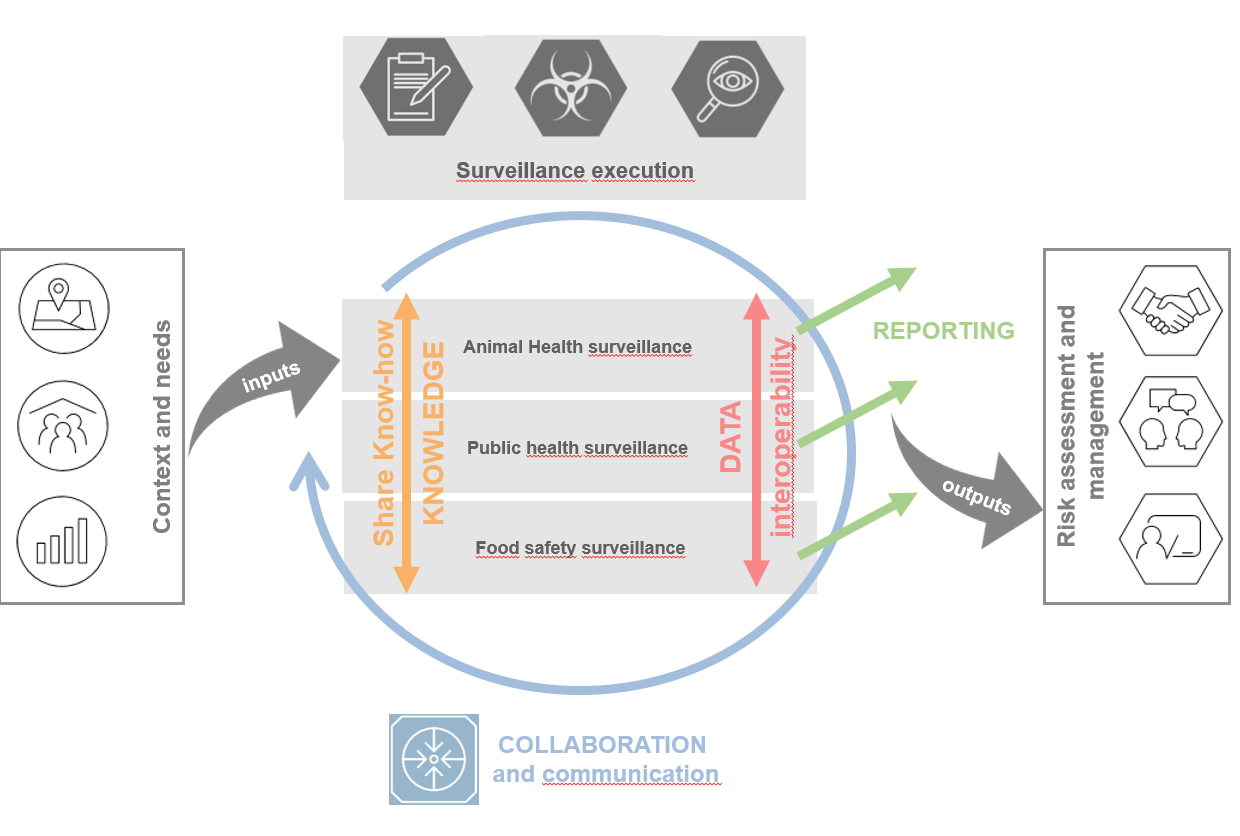 Surveillance execution
Context and needs
inputs
Share Know-how
KNOWLEDGE
Animal Health surveillance
Public health surveillance
Food safety surveillance
DATA
interoperability
REPORTING
outputs
Risk assessment and
management
COLLABORATION
and communication